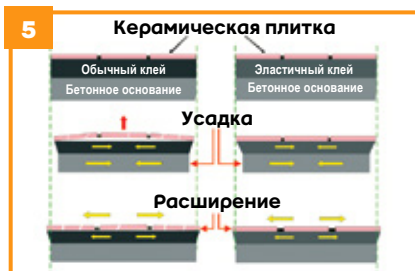 5
Керамическая плитка
Обычный клей
Бетонное основание
Эластичный клей
Бетонное основание
Усадка
Расширение